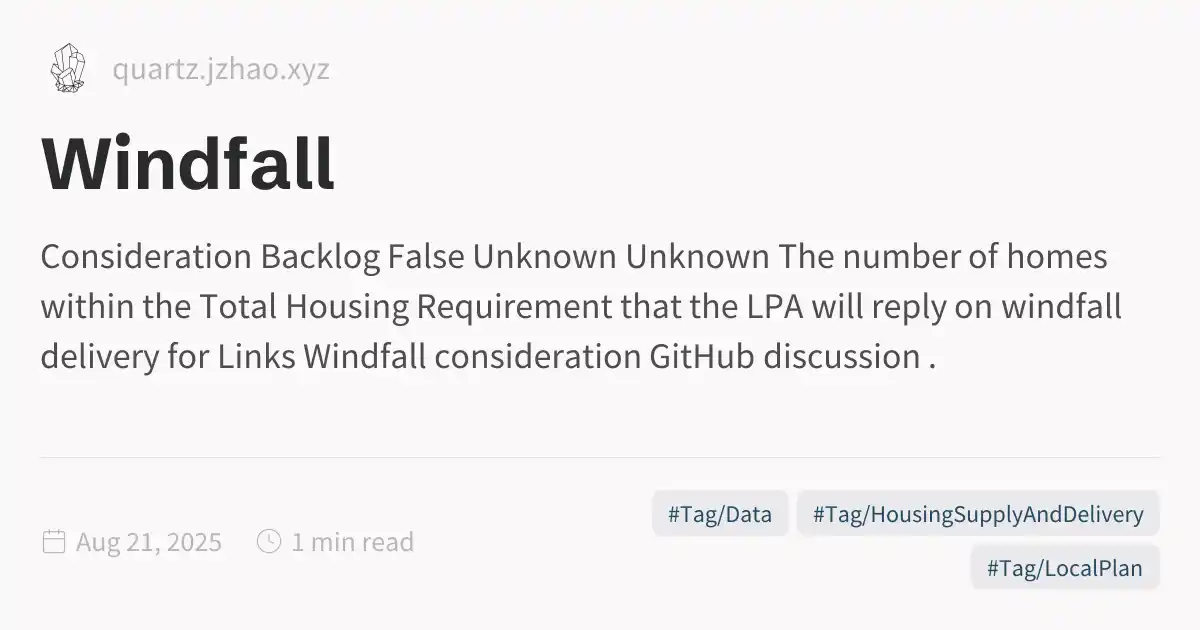 quartz.jzhao.xyz
Windfall
Consideration Backlog False Unknown Unknown The number of homes
within the Total Housing Requirement that the LPA will reply on windfall
delivery for Links Windfall consideration GitHub discussion .
Aug 21, 2025
1 min read
#Tag/Data
#Tag/HousingSupplyAndDelivery
#Tag/LocalPlan